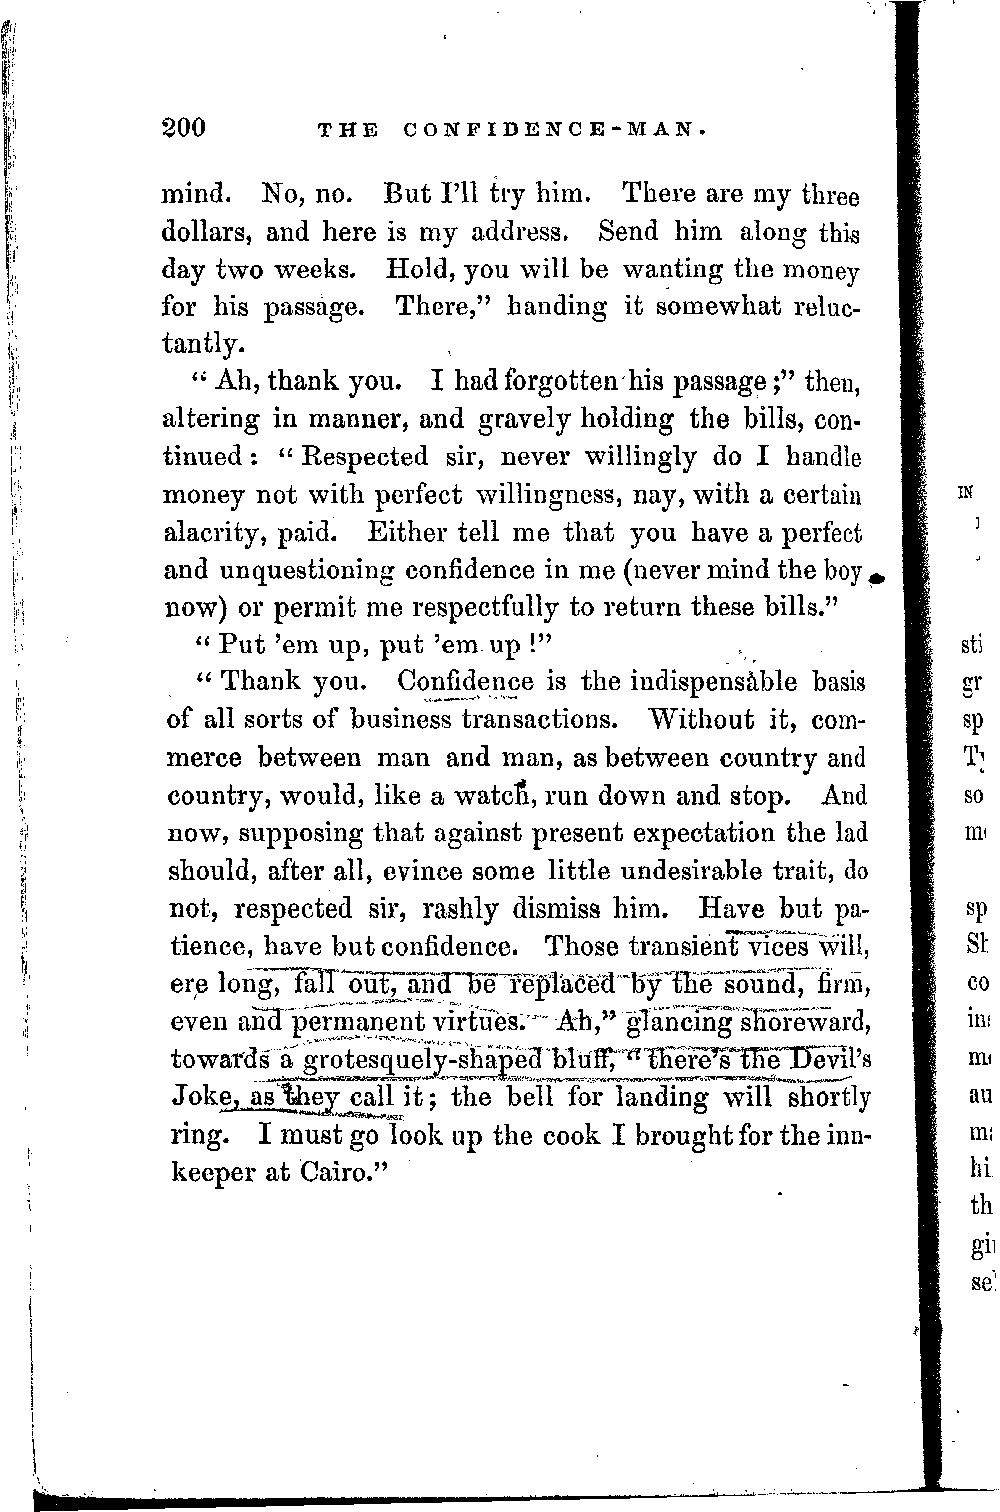 200 THE CONFIDENCE-MAN.
mind. No, no. But I’ll try him. There are my three
dollars, and here is my address. Send him along this
day two weeks. Hold, you will be wanting the money
for his passage. There,” handing it somewhat reluc-
tantly.
“ Ah, thank you. I had forgotten his passage ;” then,
altering in manner, and gravely holding the bills, con-
tinued : “ Respected sir, never willingly do I handle
money not with perfect willingness, nay, with a certain
alacrity, paid. Either tell me that you have a perfect
and unquestioning confidence in me (never mind the boy
now) or permit me respectfully to return these bills.”
“ Put ’em up, put ’em up !”
“ Thank you. Confidence is the indispensable basis
of all sorts of business transactions. Without it, com-
merce between man and man, as between country and
country, would, like a watch, run down and stop. And
now, supposing that against present expectation the lad
should, after all, evince some little undesirable trait, do
not, respected sir, rashly dismiss him. Have but pa-
tience, have but confidence. Those transient vices will,
ere long, fall out, and be replaced by the sound, firm,
even and permanent virtues. Ah,” glancing shoreward,
towards a grotesquely-shaped bluff, “ there’s the Devil’s
Joke, as they call it ; the bell for landing will shortly
ring. I must go look up the cook I brought for the inn-
keeper at Cairo.”
IN
sti
gr
sp
so
sp
co
au
hi
th